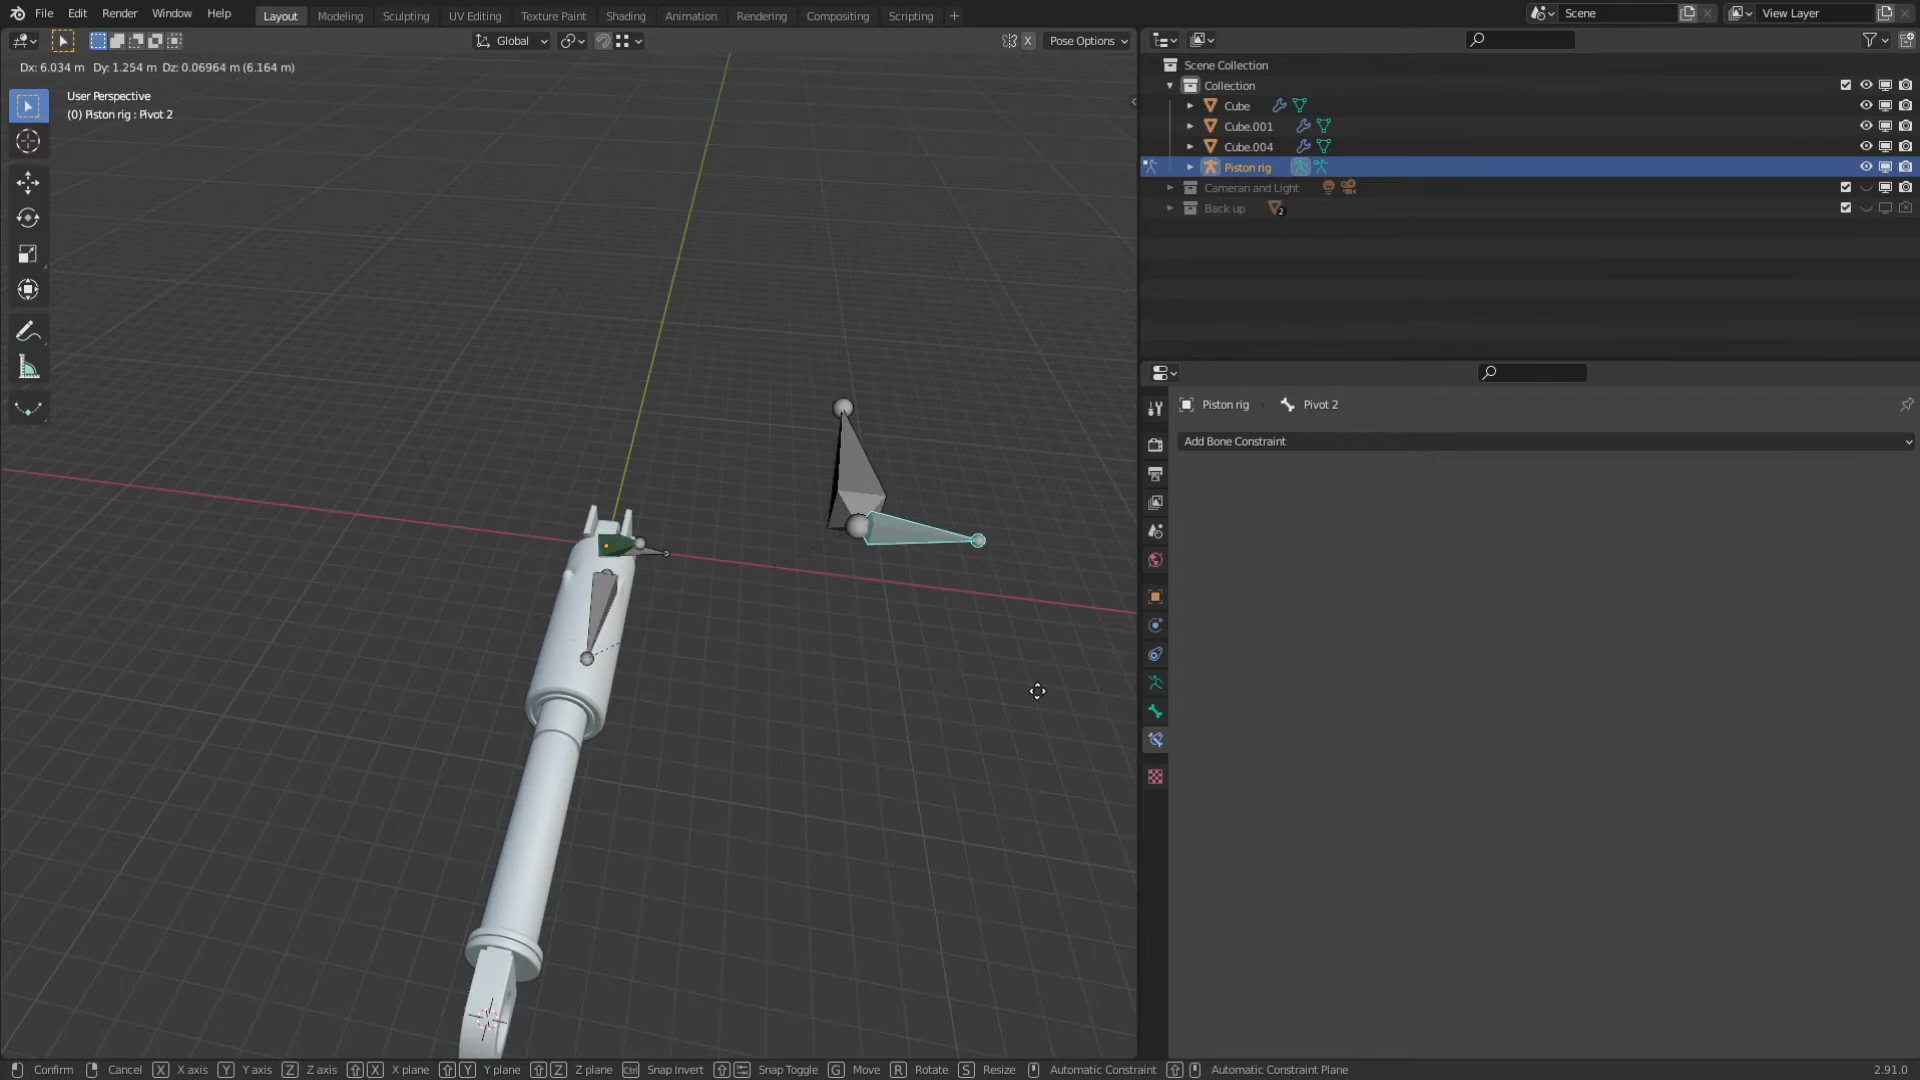 File Edit Render Window Help Layout Modeling Sculpting UV Editing Texture Paint Shading Animation Rendering Compositing Scripting + Scene View Layer
Global X Pose Options
Dx: 6.034 m Dy: 1.254 m Dz: 0.06964 m (6.164 m)
User Perspective
(0) Piston rig : Pivot 2
Scene Collection
Collection
Cube
Cube.001
Cube.004
Piston rig
Cameran and Light
Back up 2
Piston rig Pivot 2
Add Bone Constraint
Confirm Cancel X X axis Y Y axis Z Z axis X X plane Y Y plane Z Z plane Ctrl Snap Invert Snap Toggle G Move R Rotate S Resize Automatic Constraint Automatic Constraint Plane 2.91.0